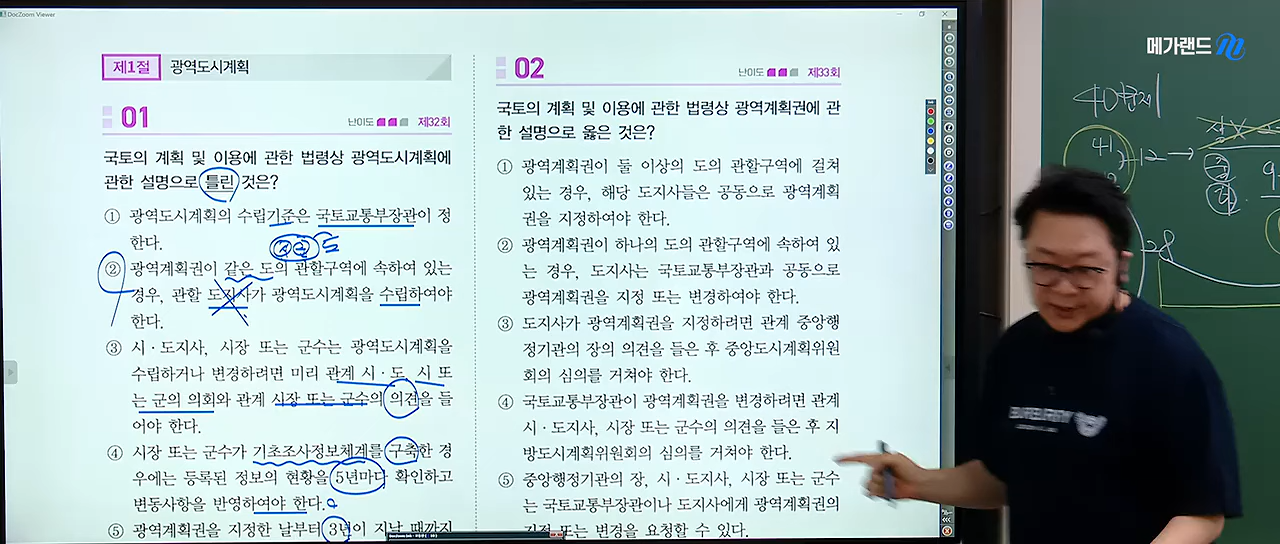 DocZoom Viewer
메가랜드
제1절 광역도시계획
01
난이도 제32회
국토의 계획 및 이용에 관한 법령상 광역도시계획에
관한 설명으로 틀린 것은?
① 광역도시계획의 수립기준은 국토교통부장관이 정
한다.
② 광역계획권이 같은 도의 관할구역에 속하여 있는
경우, 관할 도지사가 광역도시계획을 수립하여야
한다.
③ 시·도지사, 시장 또는 군수는 광역도시계획을
수립하거나 변경하려면 미리 관계 시·도, 시 또
는 군의 의회와 관계 시장 또는 군수의 의견을 들
어야 한다.
④ 시장 또는 군수가 기초조사정보체계를 구축한 경
우에는 등록된 정보의 현황을 5년마다 확인하고
변동사항을 반영하여야 한다.
⑤ 광역계획권을 지정한 날부터 3년이 지날 때까지
02
난이도 제33회
국토의 계획 및 이용에 관한 법령상 광역계획권에 관
한 설명으로 옳은 것은?
① 광역계획권이 둘 이상의 도의 관할구역에 걸쳐
있는 경우, 해당 도지사들은 공동으로 광역계획
권을 지정하여야 한다.
② 광역계획권이 하나의 도의 관할구역에 속하여 있
는 경우, 도지사는 국토교통부장관과 공동으로
광역계획권을 지정 또는 변경하여야 한다.
③ 도지사가 광역계획권을 지정하려면 관계 중앙행
정기관의 장의 의견을 들은 후 중앙도시계획위원
회의 심의를 거쳐야 한다.
④ 국토교통부장관이 광역계획권을 변경하려면 관계
시·도지사, 시장 또는 군수의 의견을 들은 후 지
방도시계획위원회의 심의를 거쳐야 한다.
⑤ 중앙행정기관의 장, 시·도지사, 시장 또는 군수
는 국토교통부장관이나 도지사에게 광역계획권의
지정 또는 변경을 요청할 수 있다.
40문제
41
12 →
28